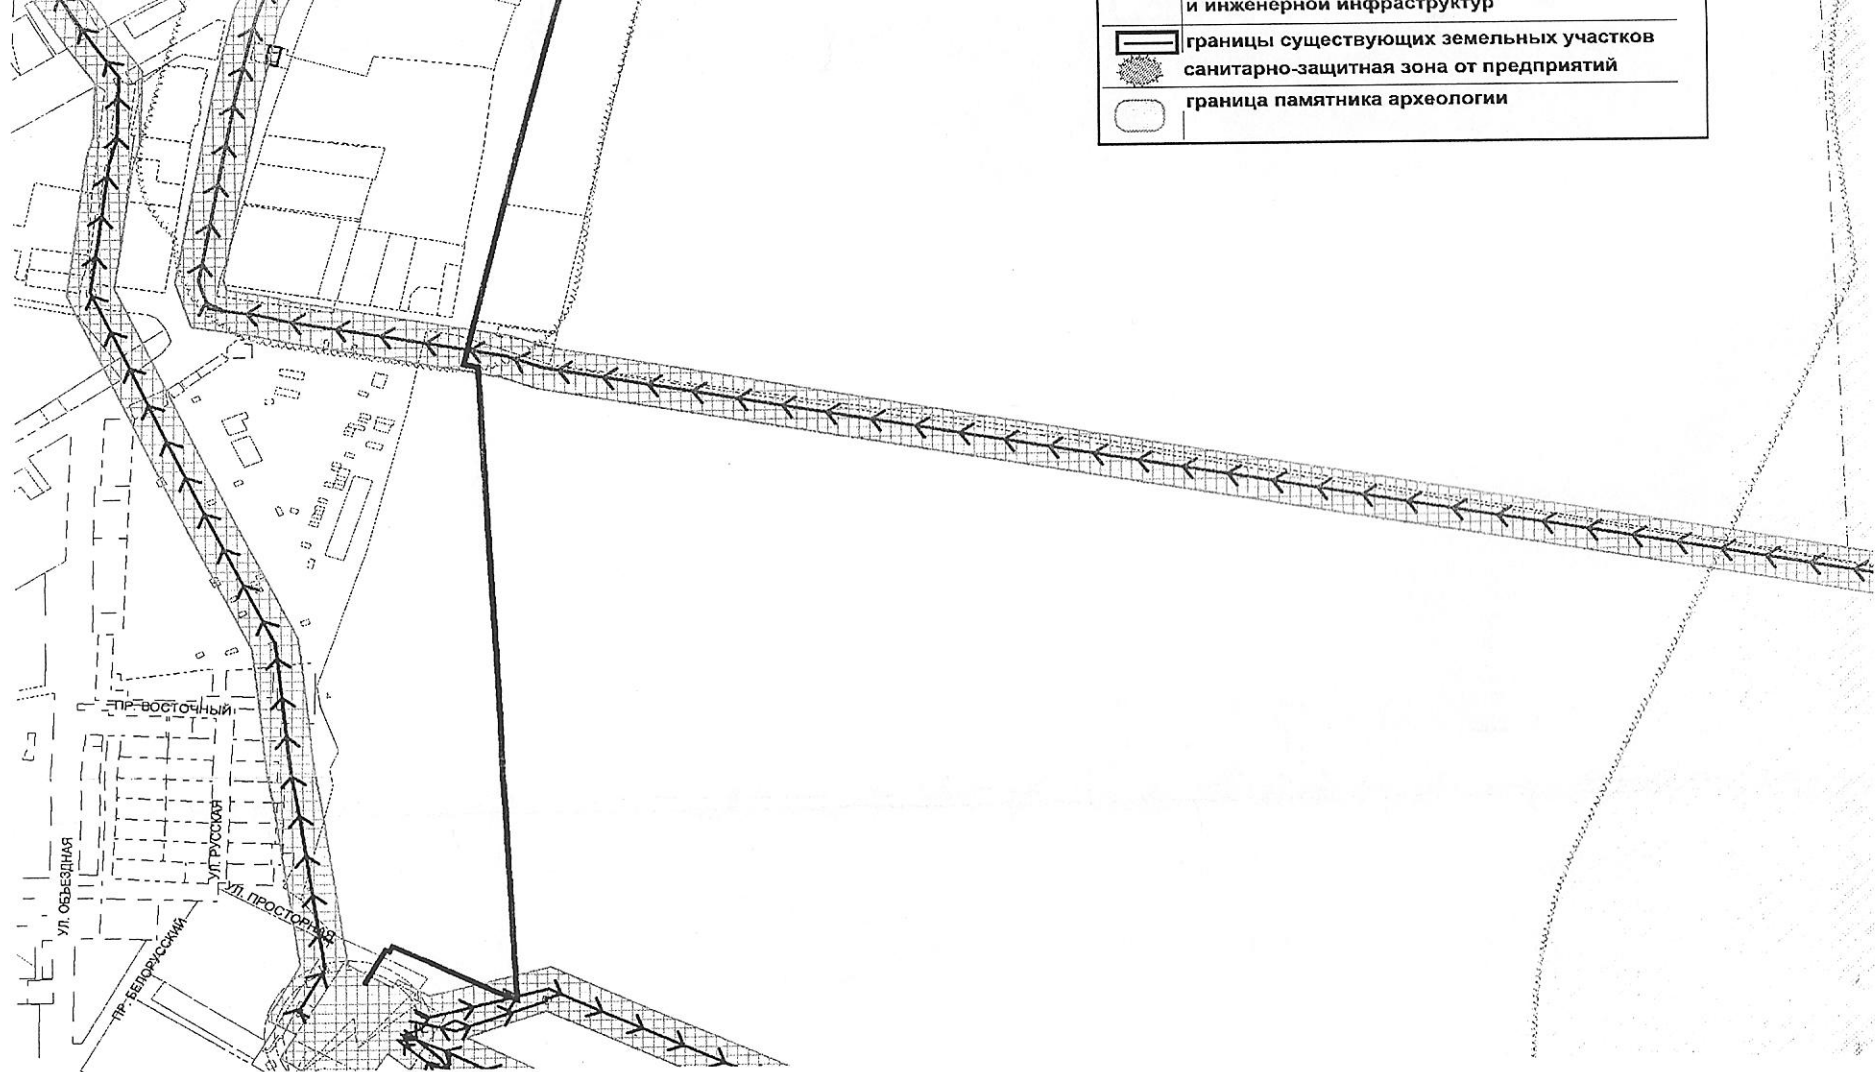 и инженерной инфраструктур
границы существующих земельных участков
санитарно-защитная зона от предприятий
граница памятника археологии
ПР. ВОСТОЧНЫЙ
УЛ. РУССКАЯ
УЛ. ОБЪЕЗДНАЯ
УЛ. ПРОСТОРНАЯ
ПР. БЕЛОРУССКИЙ